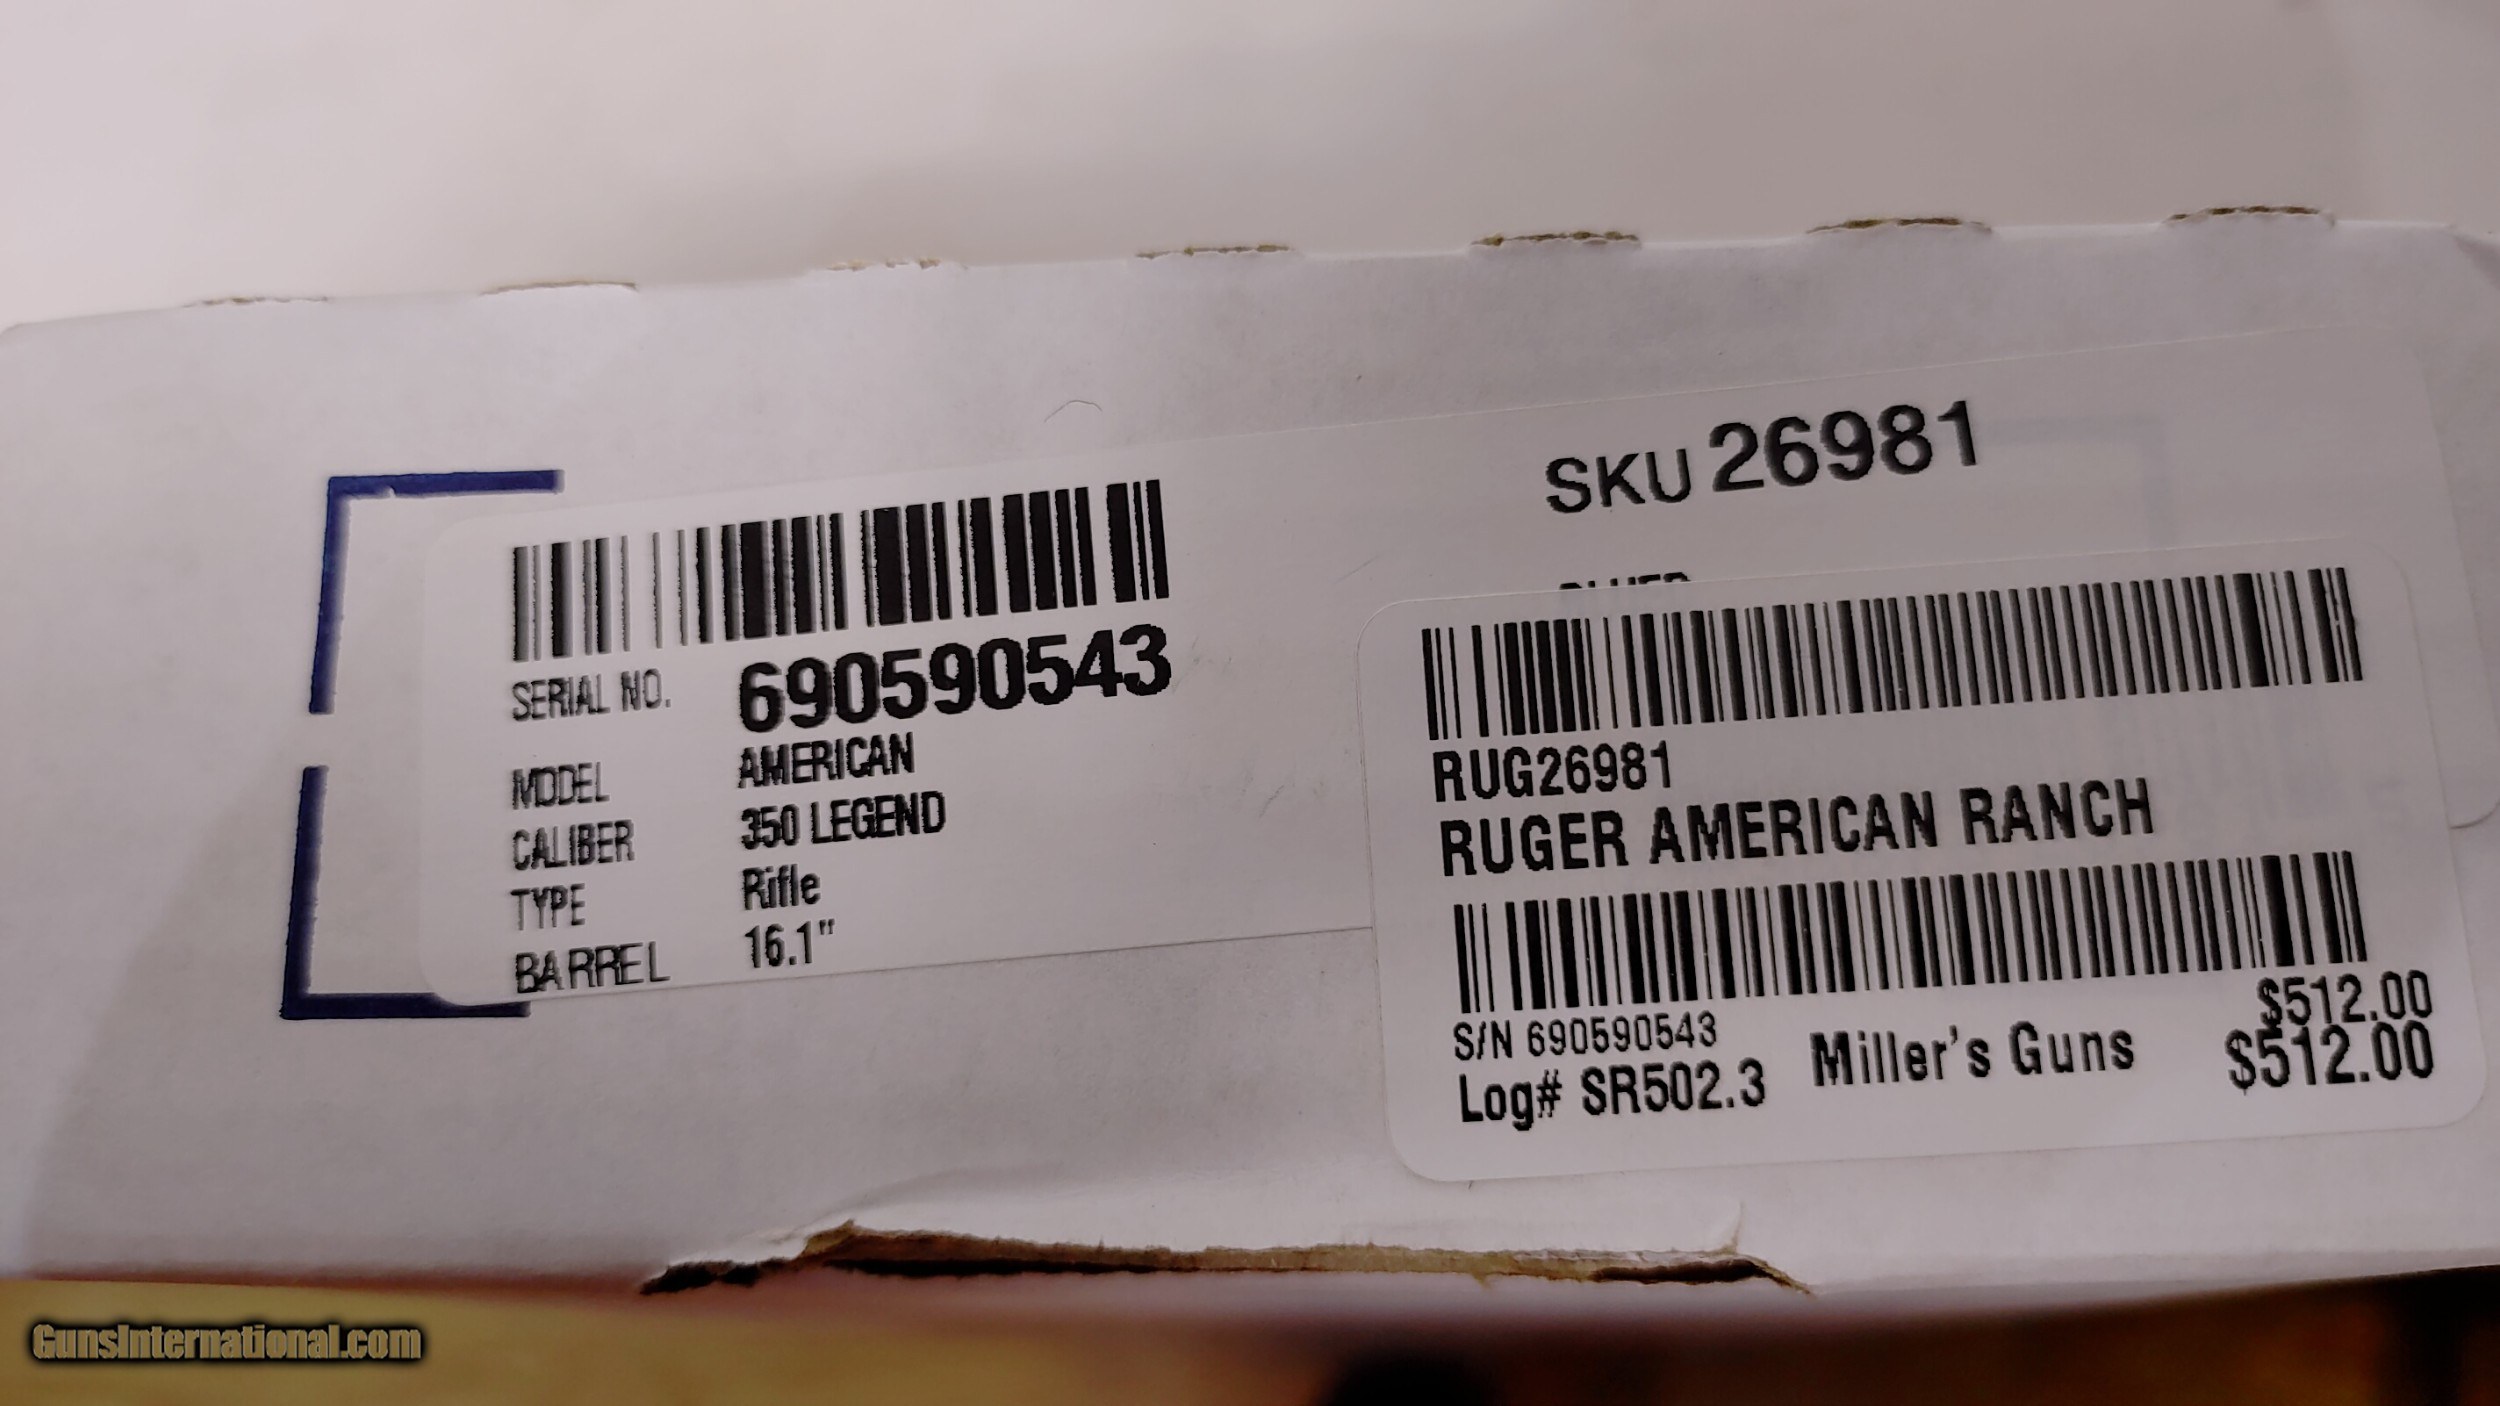 SKU 26981
SERIAL NO. 690590543
MODEL AMERICAN
CALIBER 350 LEGEND
TYPE Rifle
BARREL 16.1"
RUG26981
RUGER AMERICAN RANCH
S/N 690590543
$512.00
Log# SR502.3 Miller's Guns $512.00
GunsInternational.com